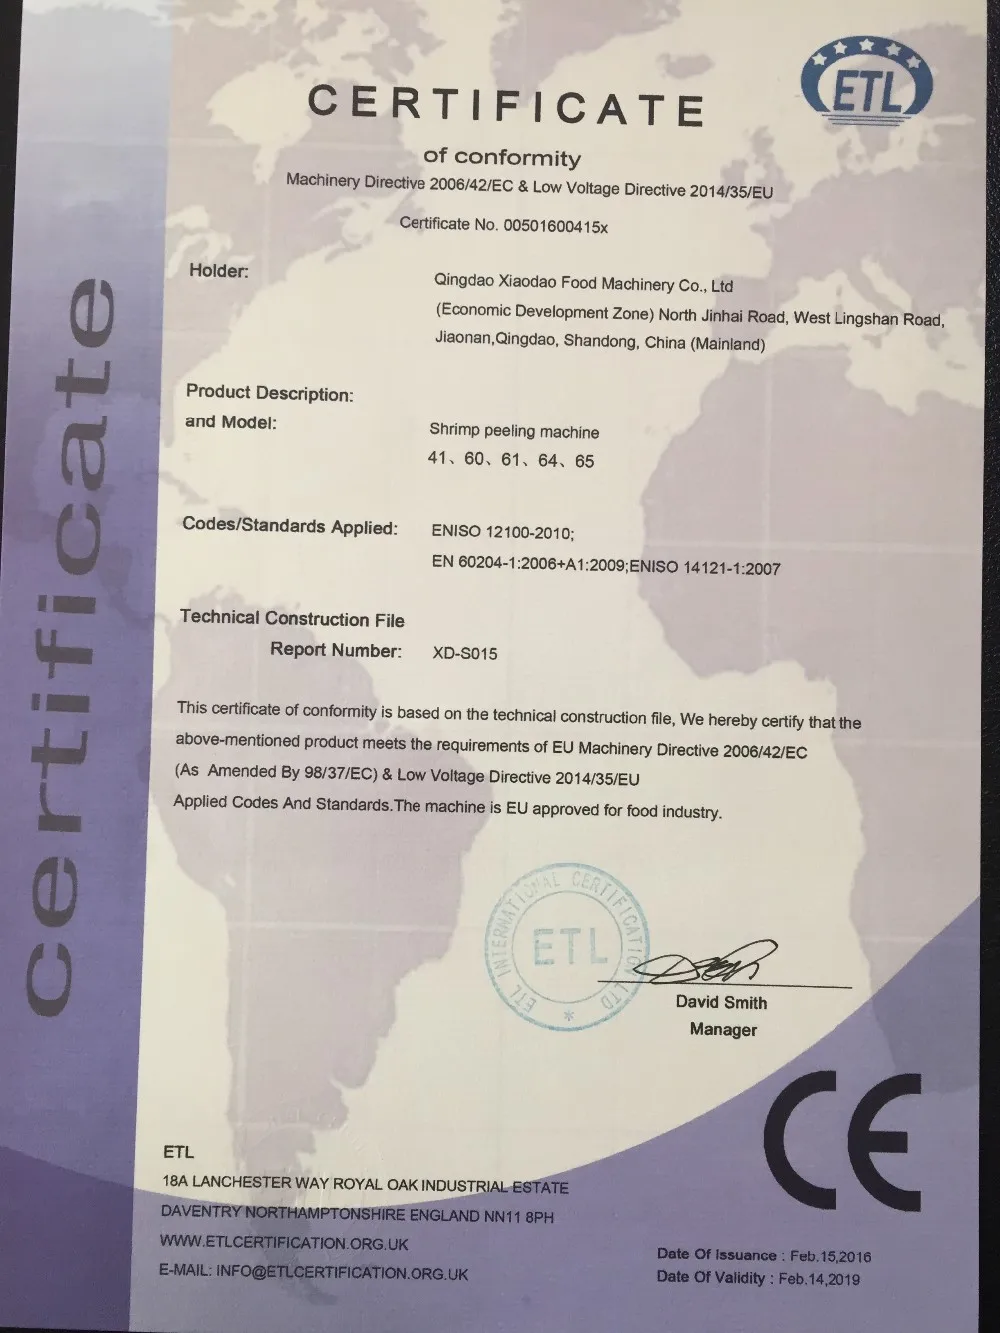 ETL
CERTIFICATE
of conformity
Machinery Directive 2006/42/EC & Low Voltage Directive 2014/35/EU
Certificate No. 00501600415x
Holder:
Qingdao Xiaodao Food Machinery Co., Ltd
(Economic Development Zone) North Jinhai Road, West Lingshan Road,
Jiaonan,Qingdao, Shandong, China (Mainland)
Product Description:
and Model:
Shrimp peeling machine
41、60、61、64、65
Codes/Standards Applied:
ENISO 12100-2010;
EN 60204-1:2006+A1:2009;ENISO 14121-1:2007
Technical Construction File
Report Number: XD-S015
This certificate of conformity is based on the technical construction file, We hereby certify that the
above-mentioned product meets the requirements of EU Machinery Directive 2006/42/EC
(As Amended By 98/37/EC) & Low Voltage Directive 2014/35/EU
Applied Codes And Standards.The machine is EU approved for food industry.
ETL INTERNATIONAL CERTIFICATION LTD
ETL
*
David Smith
Manager
CE
ETL
18A LANCHESTER WAY ROYAL OAK INDUSTRIAL ESTATE
DAVENTRY NORTHAMPTONSHIRE ENGLAND NN11 8PH
WWW.ETLCERTIFICATION.ORG.UK
E-MAIL: INFO@ETLCERTIFICATION.ORG.UK
Date Of Issuance : Feb.15,2016
Date Of Validity : Feb.14,2019
certificate